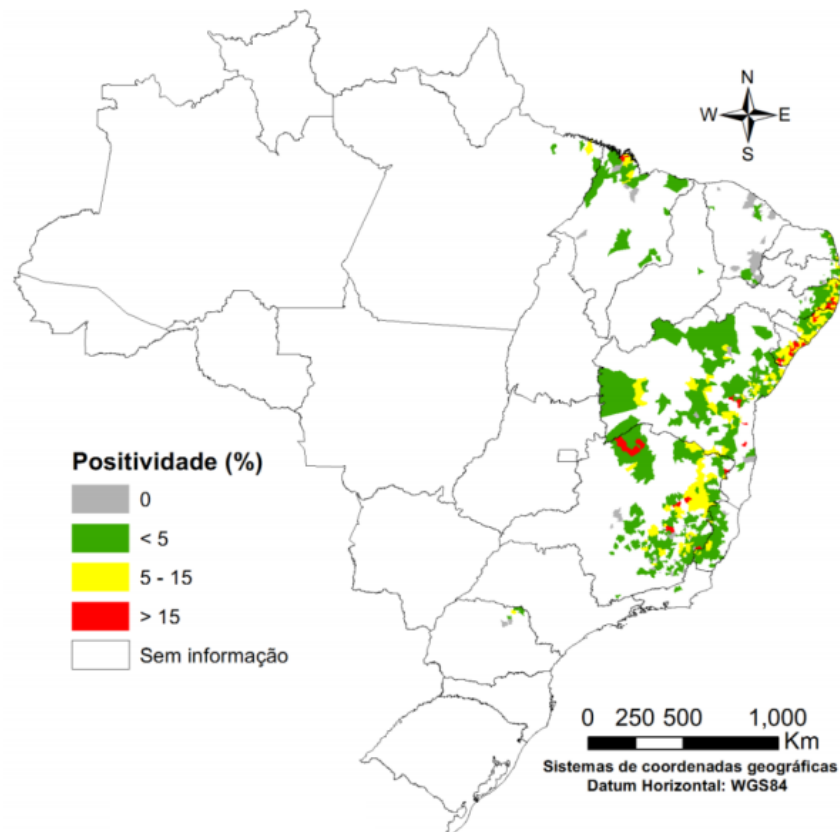 N
W E
S
Positividade (%)
0
< 5
5 - 15
> 15
Sem informação
0 250 500 1,000
Km
Sistemas de coordenadas geográficas
Datum Horizontal: WGS84